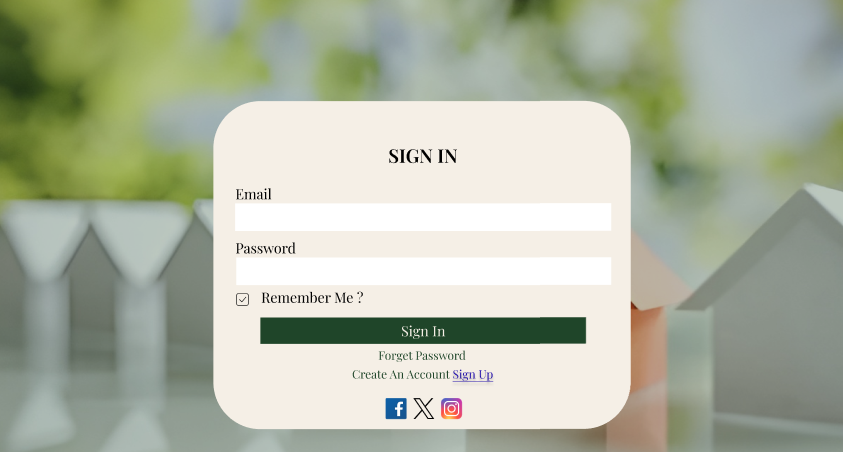 SIGN IN
Email
Password
Remember Me ?
Sign In
Forget Password
Create An Account Sign Up